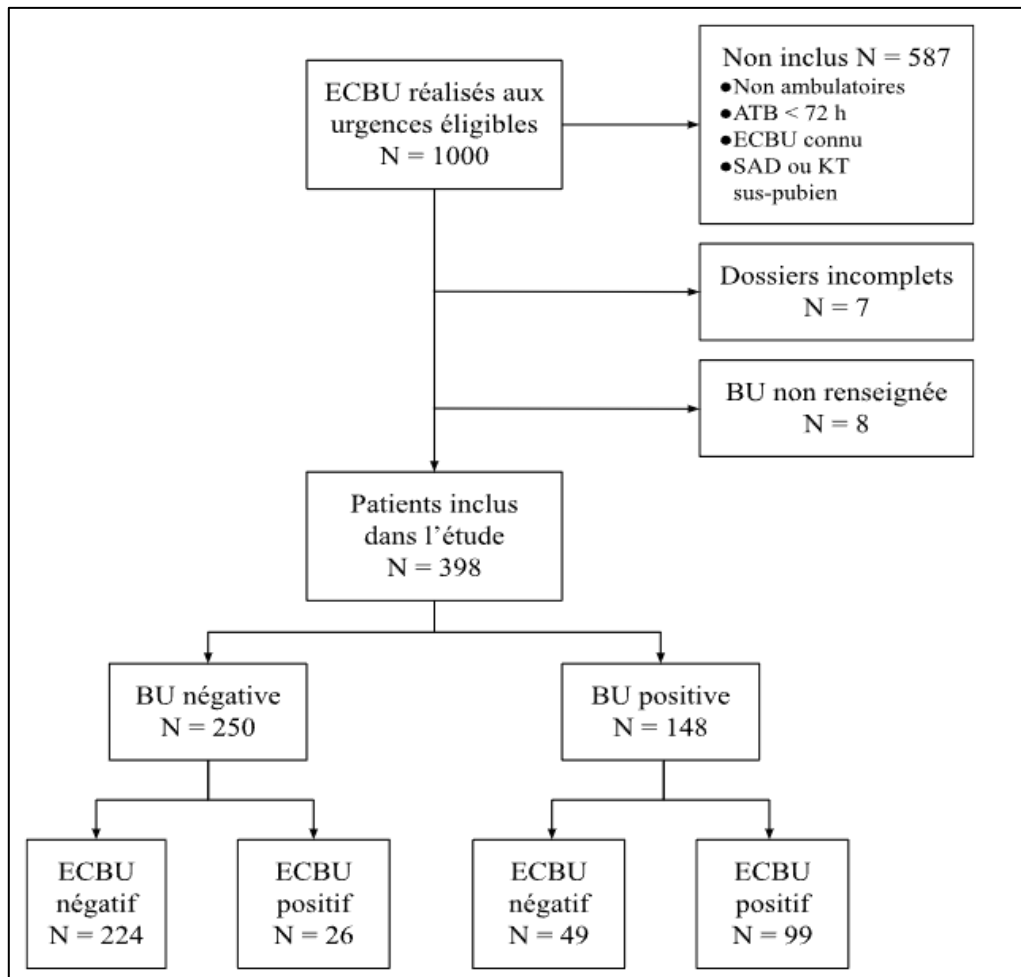 ECBU réalisés aux
urgences éligibles
N = 1000
Non inclus N = 587
●Non ambulatoires
●ATB < 72 h
●ECBU connu
●SAD ou KT
sus-pubien
Dossiers incomplets
N = 7
BU non renseignée
N = 8
Patients inclus
dans l’étude
N = 398
BU négative
N = 250
BU positive
N = 148
ECBU
négatif
N = 224
ECBU
positif
N = 26
ECBU
négatif
N = 49
ECBU
positif
N = 99